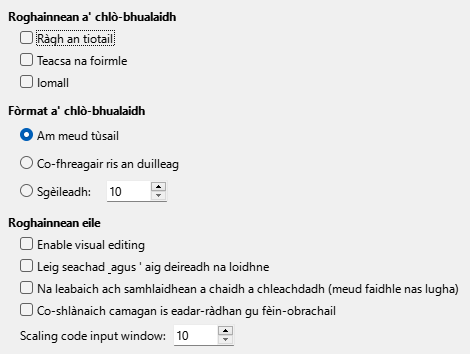 Roghainnean a' chlò-bhualaidh
Ràgh an tiotail
Teacsa na foirmle
Iomall
Fòrmat a' chlò-bhualaidh
Am meud tùsail
Co-fhreagair ris an duilleag
Sgèileadh: 10
Roghainnean eile
Enable visual editing
Leig seachad ˽agus ' aig deireadh na loidhne
Na leabaich ach samhlaidhean a chaidh a chleachdadh (meud faidhle nas lugha)
Co-shlànaich camagan is eadar-ràdhan gu fèin-obrachail
Scaling code input window: 10